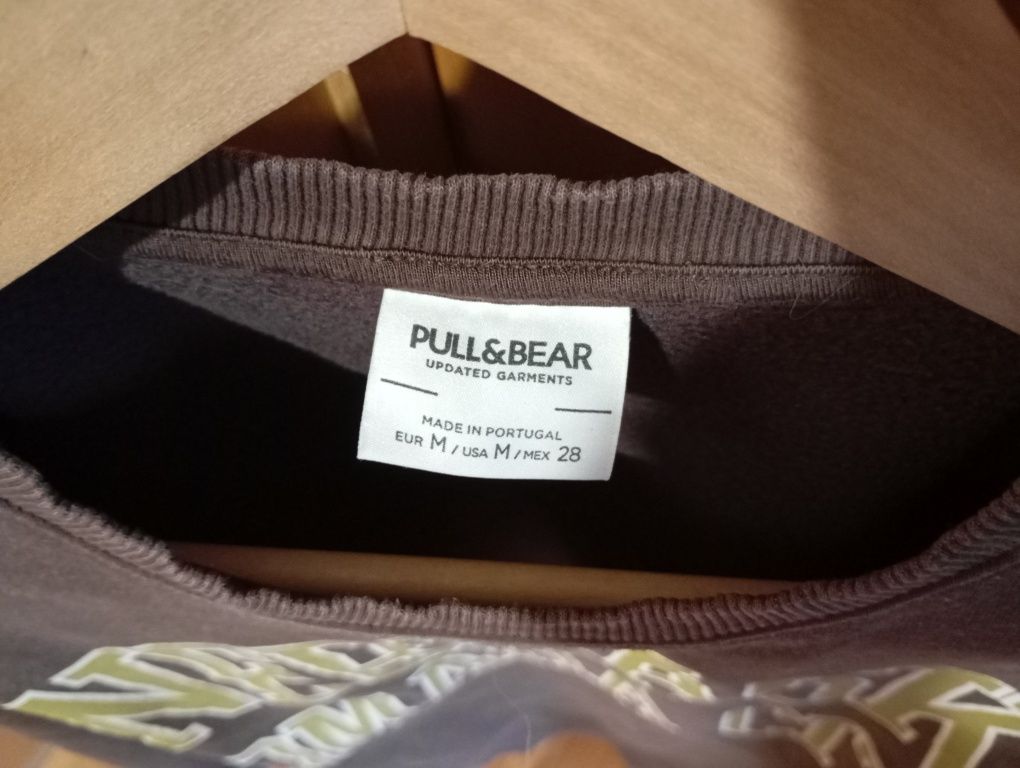 PULL&BEAR
UPDATED GARMENTS
MADE IN PORTUGAL
EUR M / USA M / MEX 28